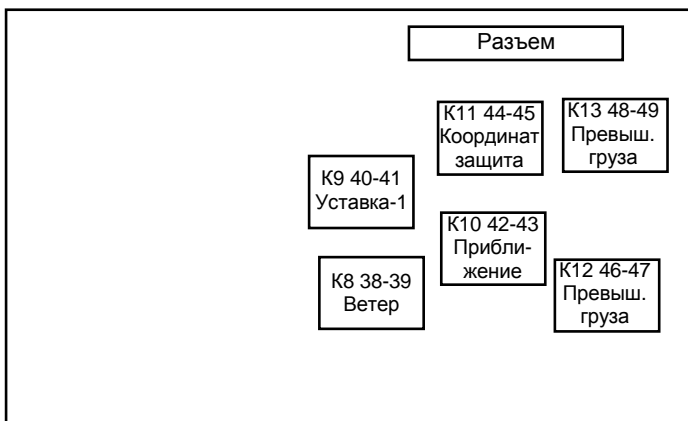 Разъем
К11 44-45
Координат
защита
К13 48-49
Превыш.
груза
К9 40-41
Уставка-1
К10 42-43
Прибли-
жение
К8 38-39
Ветер
К12 46-47
Превыш.
груза